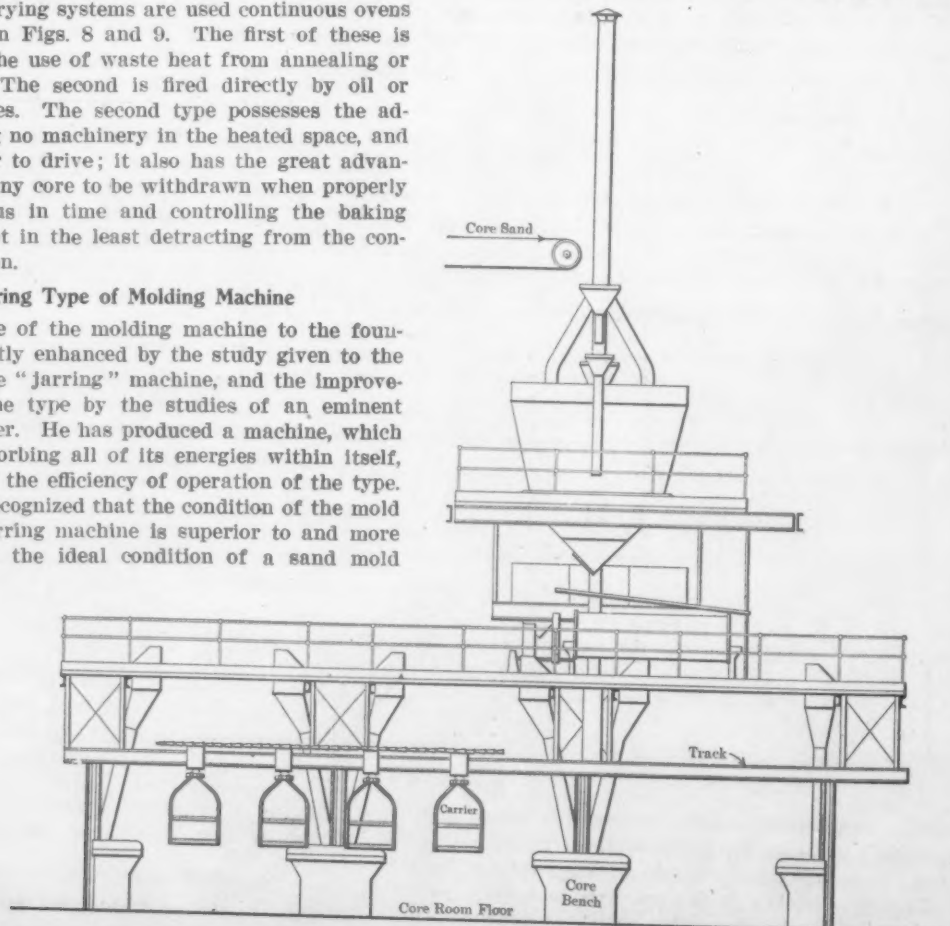 rying systems are used continuous ovens
n Figs. 8 and 9. The first of these is
he use of waste heat from annealing or
The second is fired directly by oil or
es. The second type possesses the ad-
no machinery in the heated space, and
r to drive; it also has the great advan-
ny core to be withdrawn when properly
us in time and controlling the baking
t in the least detracting from the con-
n.
ring Type of Molding Machine
e of the molding machine to the foun-
tly enhanced by the study given to the
e “jarring” machine, and the improve-
he type by the studies of an eminent
er. He has produced a machine, which
orbing all of its energies within itself,
the efficiency of operation of the type.
cognized that the condition of the mold
rring machine is superior to and more
the ideal condition of a sand mold
Core Sand
Track
Carrier
Core
Bench
Core Room Floor